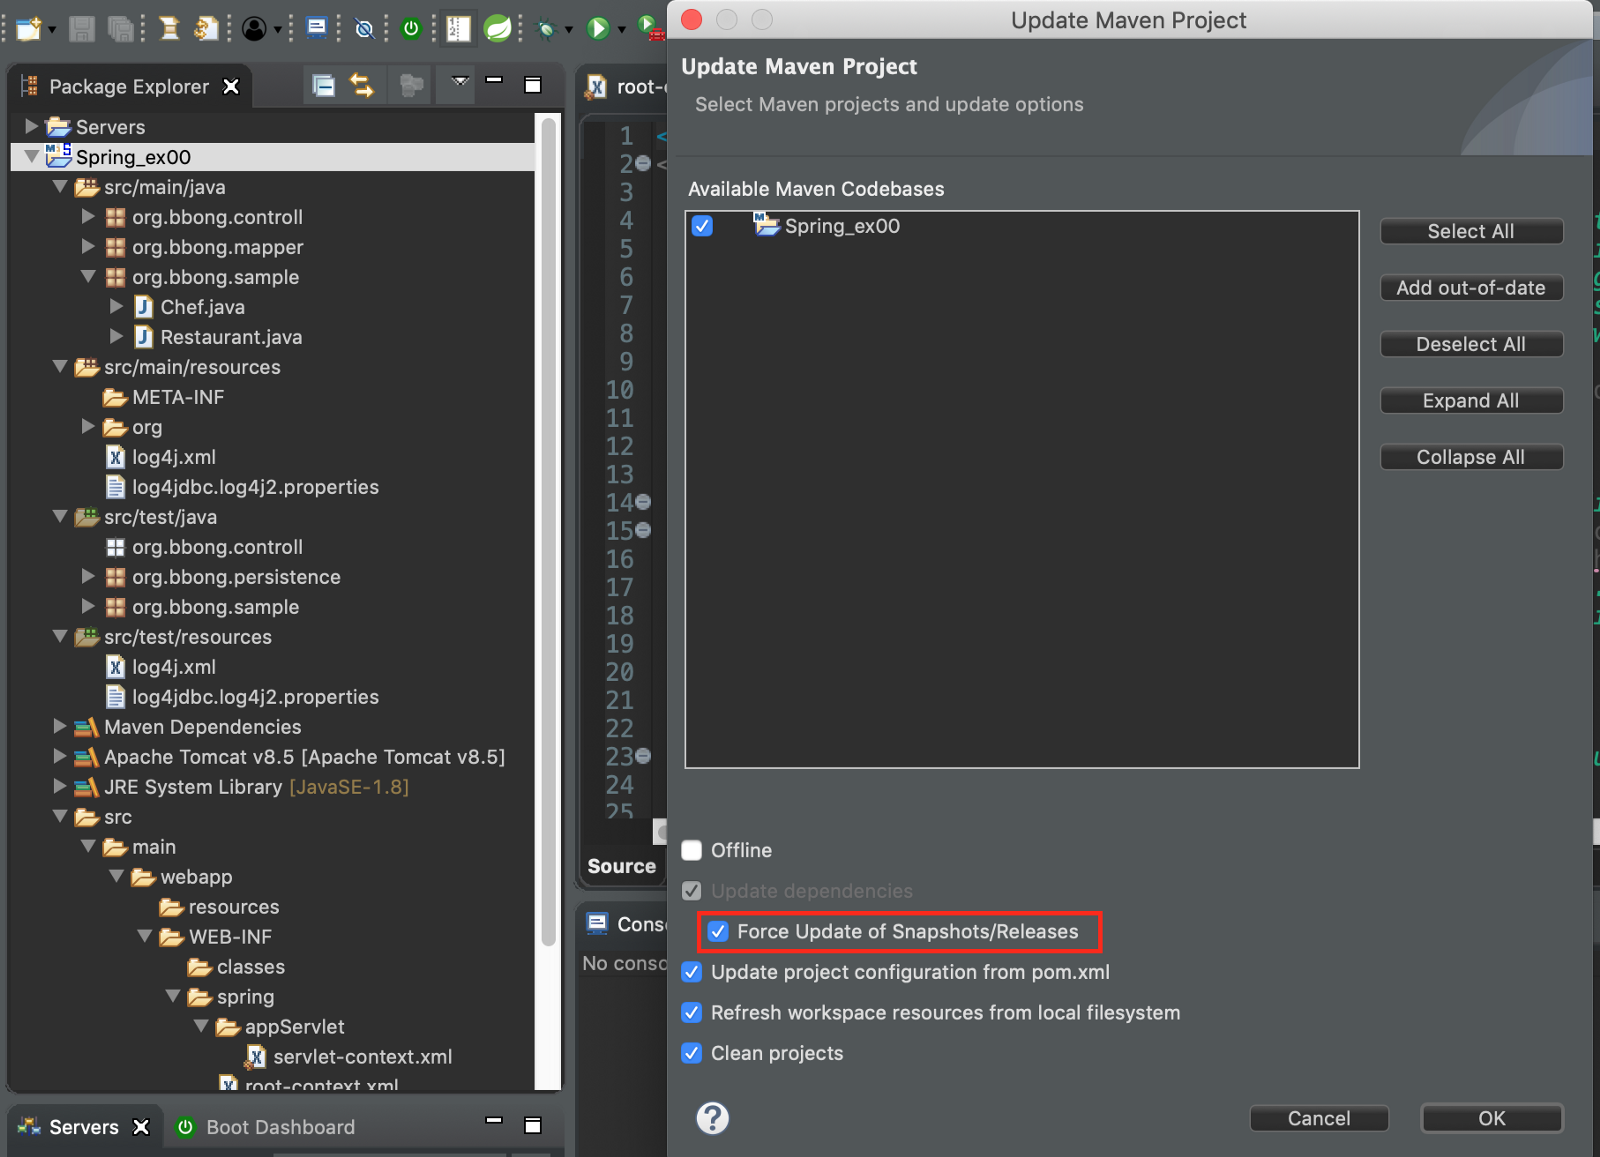 Update Maven Project
Package Explorer
root-
Servers
Spring_ex00
src/main/java
org.bbong.controll
org.bbong.mapper
org.bbong.sample
Chef.java
Restaurant.java
src/main/resources
META-INF
org
log4j.xml
log4jdbc.log4j2.properties
src/test/java
org.bbong.controll
org.bbong.persistence
org.bbong.sample
src/test/resources
log4j.xml
log4jdbc.log4j2.properties
Maven Dependencies
Apache Tomcat v8.5 [Apache Tomcat v8.5]
JRE System Library [JavaSE-1.8]
src
main
webapp
resources
WEB-INF
classes
spring
appServlet
servlet-context.xml
root-context.xml
Servers
Boot Dashboard
1
2
3
4
5
6
7
8
9
10
11
12
13
14
15
16
17
18
19
20
21
22
23
24
25
Source
Conso
No conso
Update Maven Project
Select Maven projects and update options
Available Maven Codebases
Spring_ex00
Select All
Add out-of-date
Deselect All
Expand All
Collapse All
Offline
Update dependencies
Force Update of Snapshots/Releases
Update project configuration from pom.xml
Refresh workspace resources from local filesystem
Clean projects
?
Cancel
OK